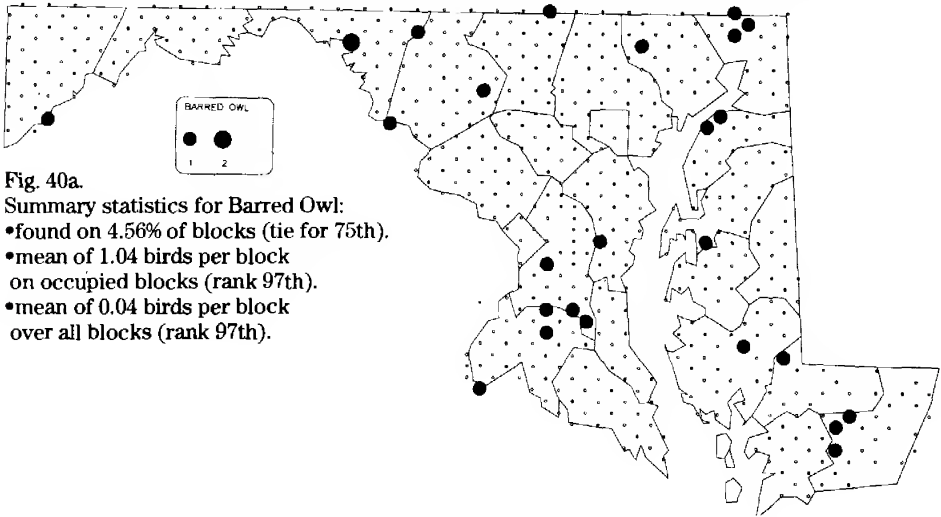 BARRED OWL
1 2
Fig. 40a.
Summary statistics for Barred Owl:
•found on 4.56% of blocks (tie for 75th).
•mean of 1.04 birds per block
on occupied blocks (rank 97th).
•mean of 0.04 birds per block
over all blocks (rank 97th).